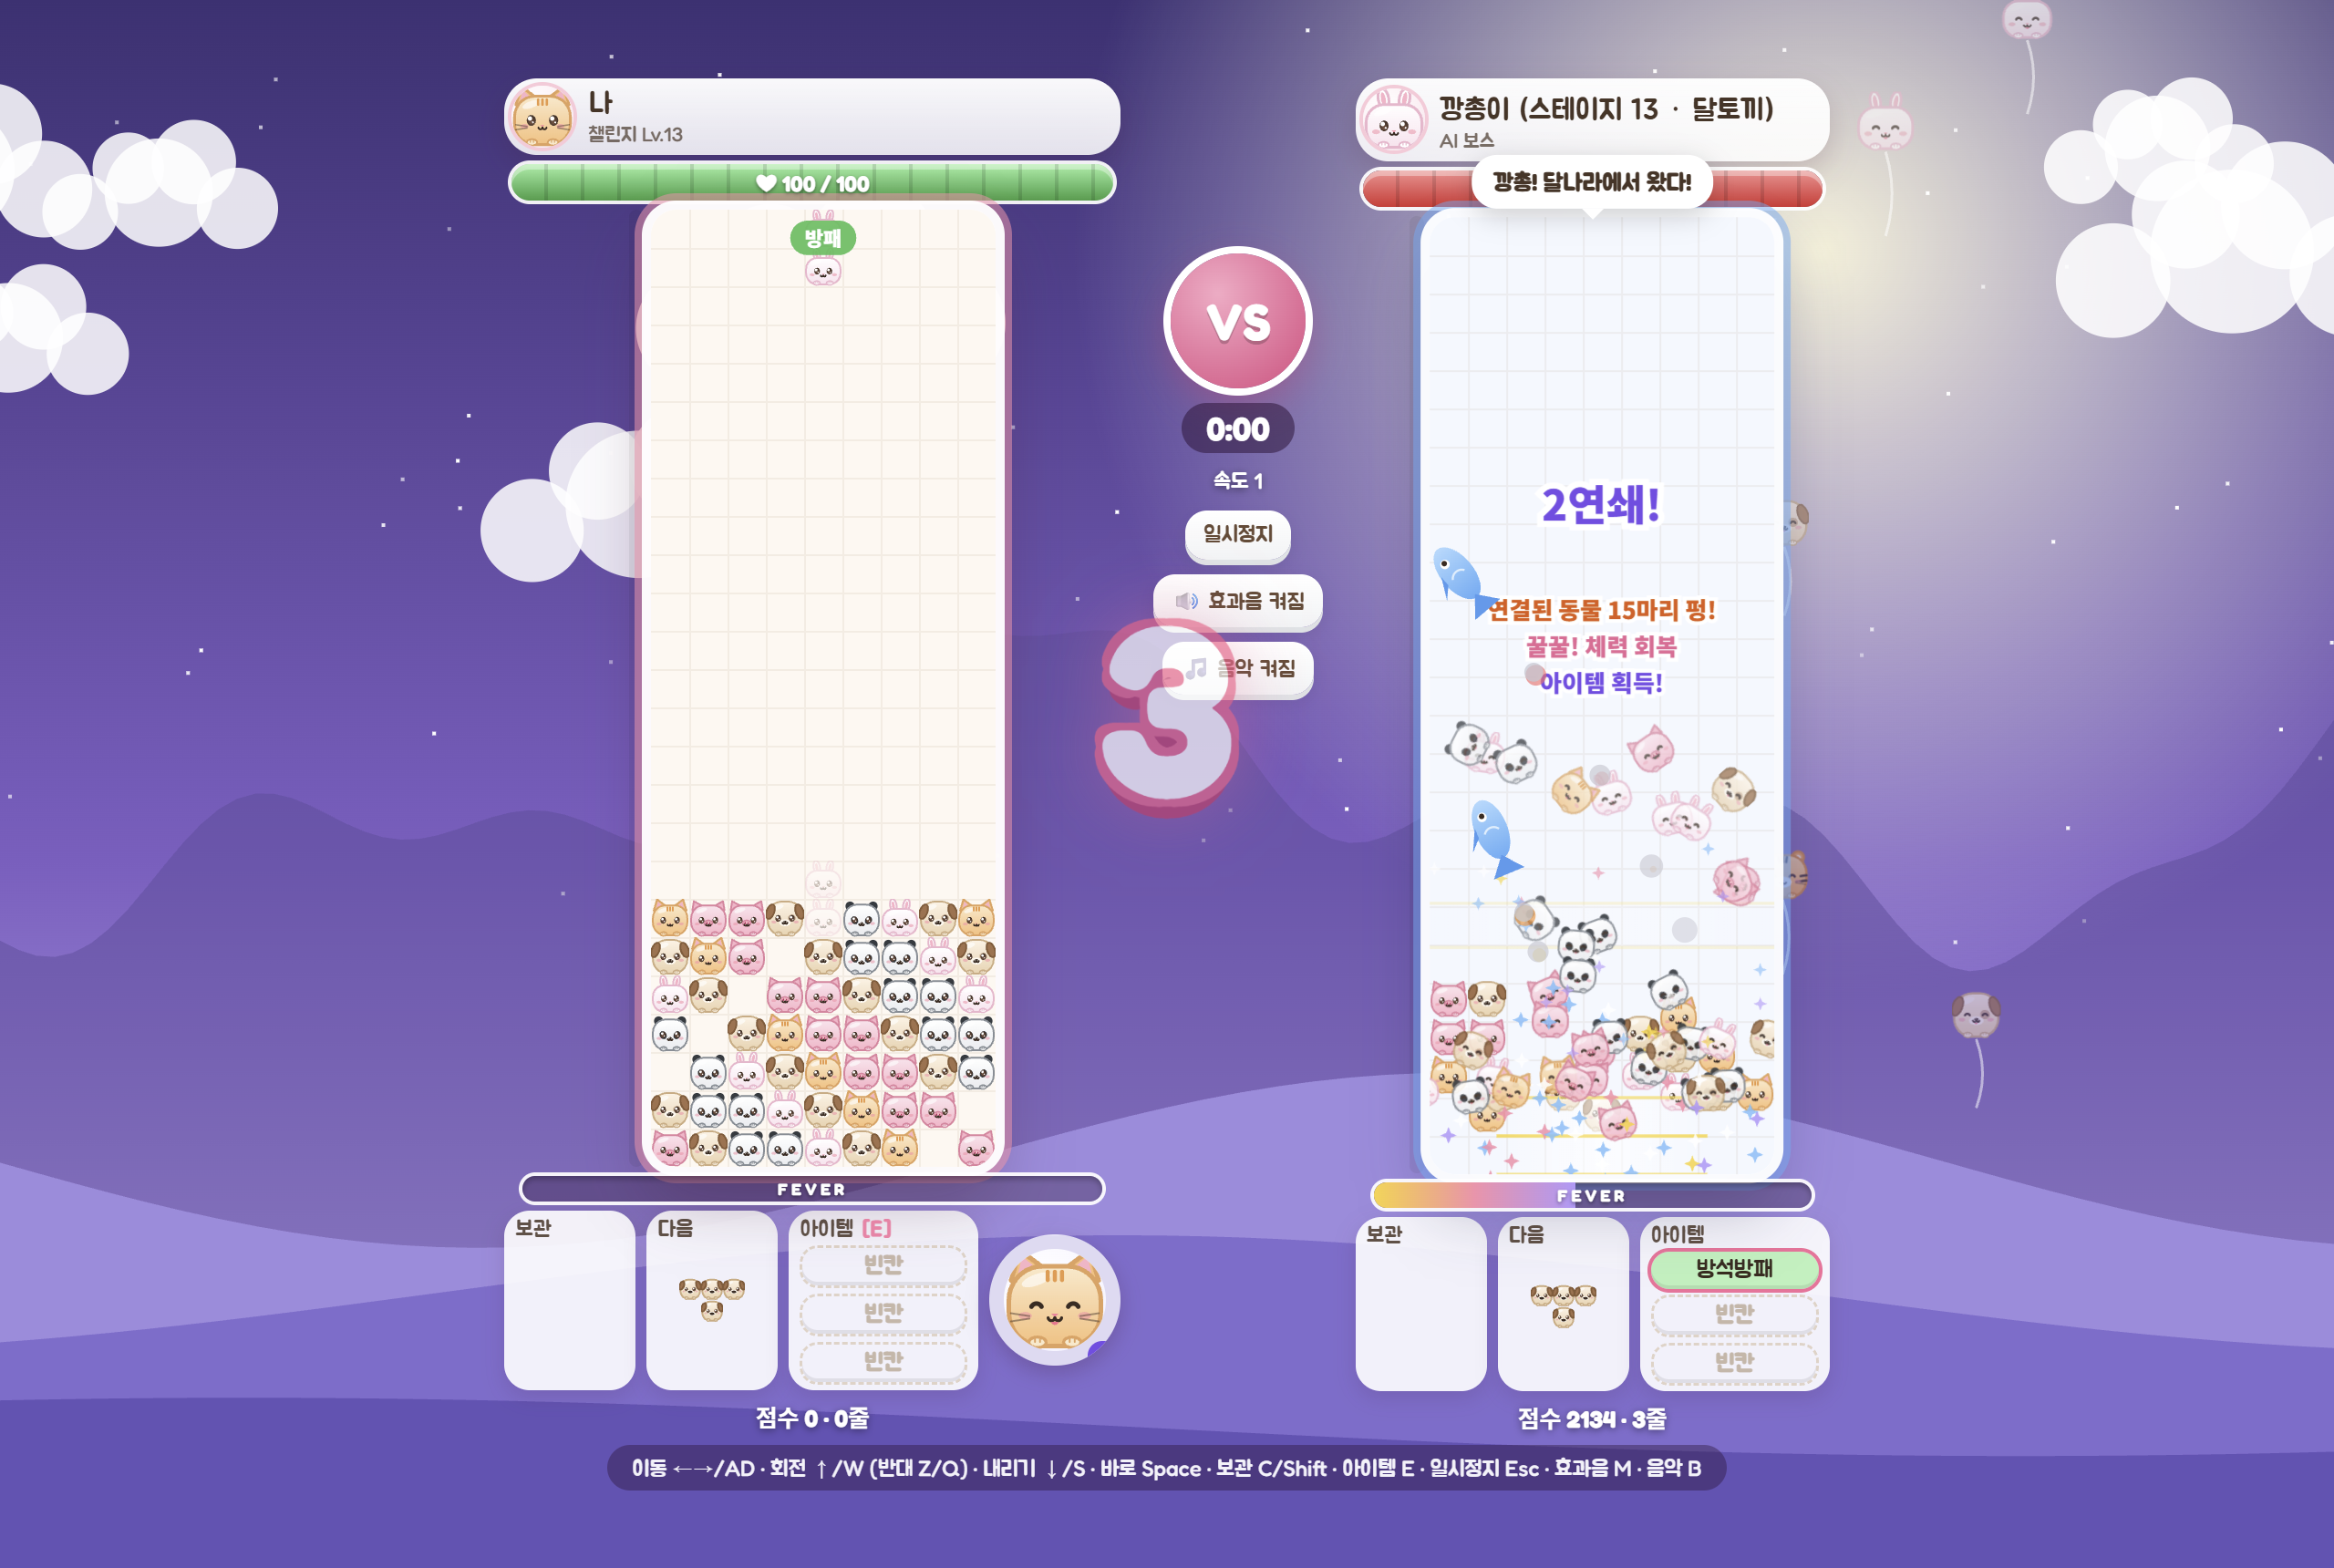 나
챌린지 Lv.13
100 / 100
방패
VS
0:00
속도 1
일시정지
효과음 켜짐
음악 켜짐
3
깡총이 (스테이지 13 · 달토끼)
AI 보스
깡총! 달나라에서 왔다!
2연쇄!
연결된 동물 15마리 펑!
꿀꿀! 체력 회복
아이템 획득!
FEVER
보관
다음
아이템 [E]
빈칸
빈칸
빈칸
점수 0 · 0줄
FEVER
보관
다음
아이템
방석방패
빈칸
빈칸
점수 2134 · 3줄
이동 ←→/AD · 회전 ↑/W (반대 Z/Q) · 내리기 ↓/S · 바로 Space · 보관 C/Shift · 아이템 E · 일시정지 Esc · 효과음 M · 음악 B